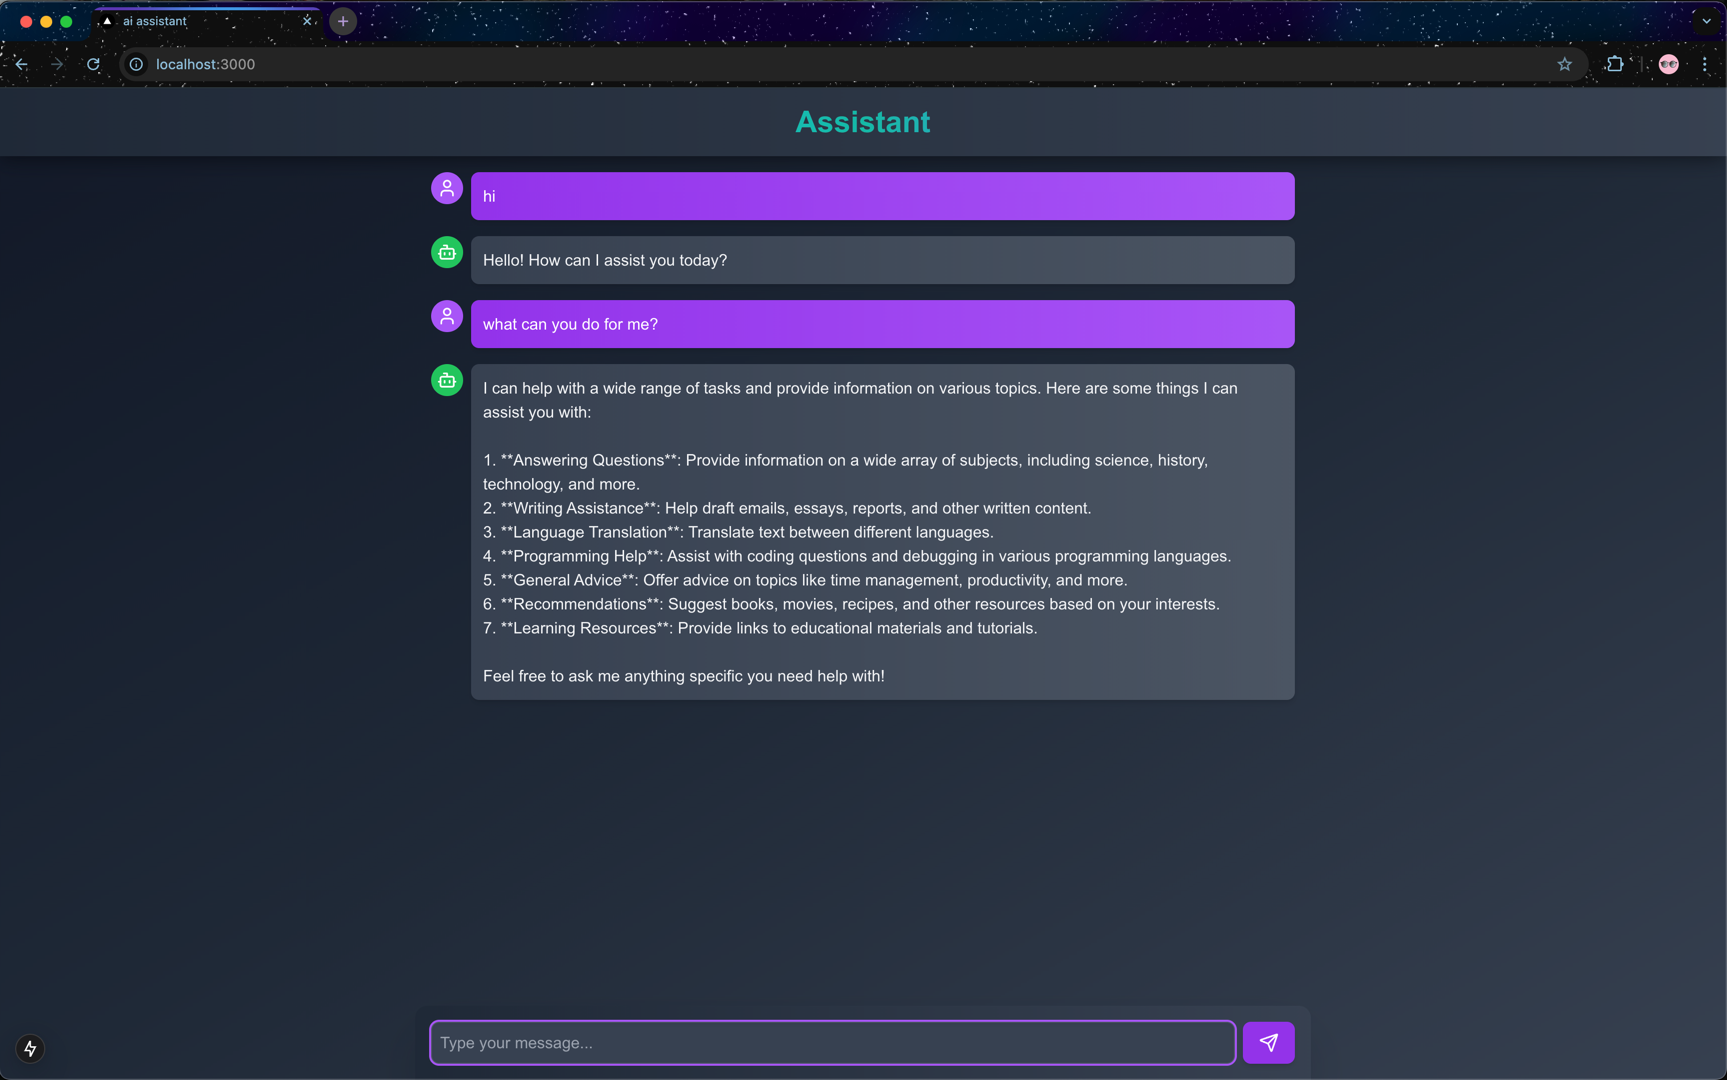 ai assistant
localhost:3000
Assistant
hi
Hello! How can I assist you today?
what can you do for me?
I can help with a wide range of tasks and provide information on various topics. Here are some things I can
assist you with:
1. **Answering Questions**: Provide information on a wide array of subjects, including science, history,
technology, and more.
2. **Writing Assistance**: Help draft emails, essays, reports, and other written content.
3. **Language Translation**: Translate text between different languages.
4. **Programming Help**: Assist with coding questions and debugging in various programming languages.
5. **General Advice**: Offer advice on topics like time management, productivity, and more.
6. **Recommendations**: Suggest books, movies, recipes, and other resources based on your interests.
7. **Learning Resources**: Provide links to educational materials and tutorials.
Feel free to ask me anything specific you need help with!
Type your message...